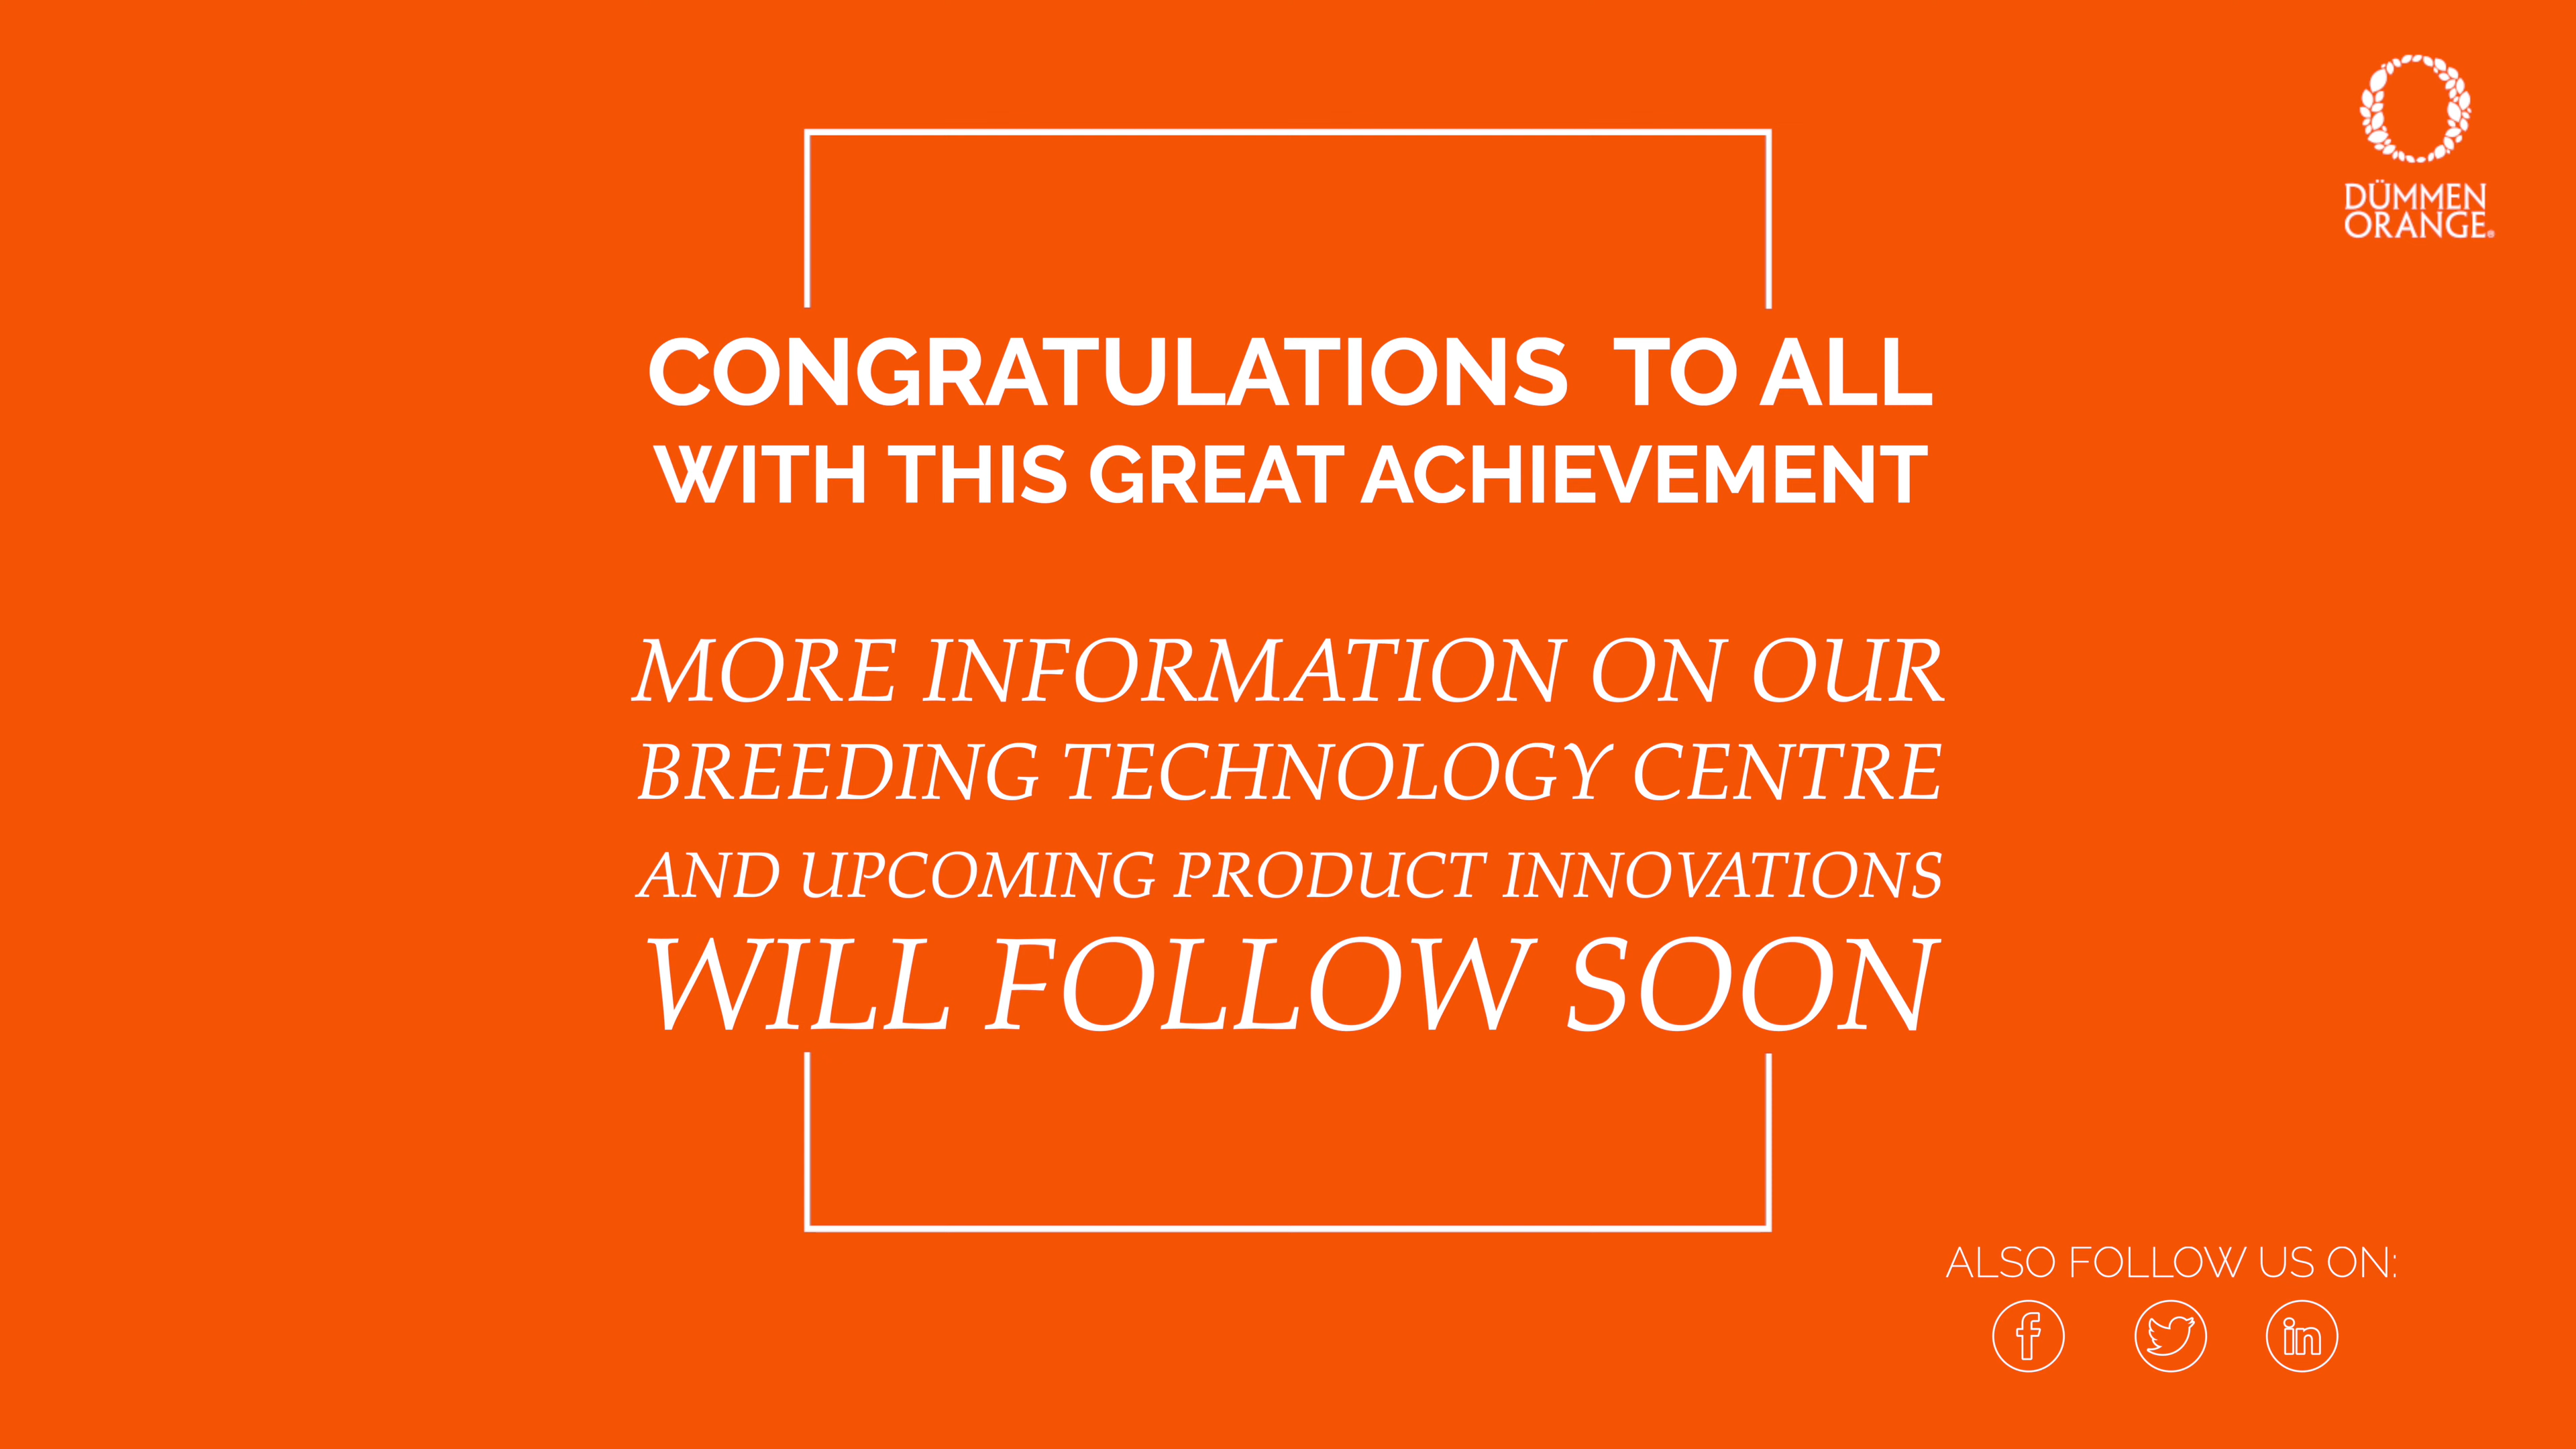 DÜMMEN
ORANGE®
CONGRATULATIONS TO ALL
WITH THIS GREAT ACHIEVEMENT
MORE INFORMATION ON OUR
BREEDING TECHNOLOGY CENTRE
AND UPCOMING PRODUCT INNOVATIONS
WILL FOLLOW SOON
ALSO FOLLOW US ON: